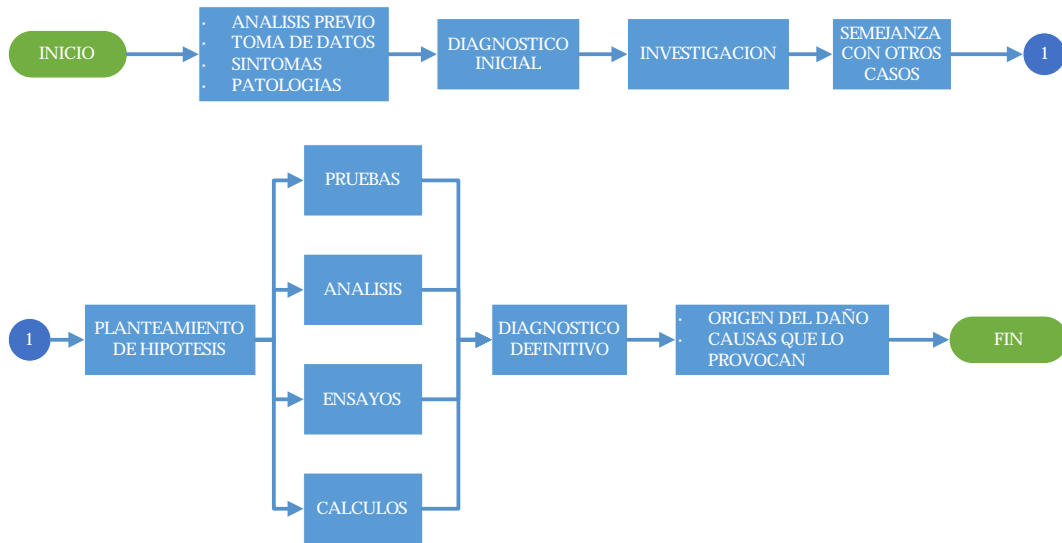 INICIO
· ANALISIS PREVIO
· TOMA DE DATOS
· SINTOMAS
· PATOLOGIAS
DIAGNOSTICO
INICIAL
INVESTIGACION
SEMEJANZA
CON OTROS
CASOS
1
1
PLANTEAMIENTO
DE HIPOTESIS
PRUEBAS
ANALISIS
ENSAYOS
CALCULOS
DIAGNOSTICO
DEFINITIVO
· ORIGEN DEL DAÑO
· CAUSAS QUE LO
PROVOCAN
FIN